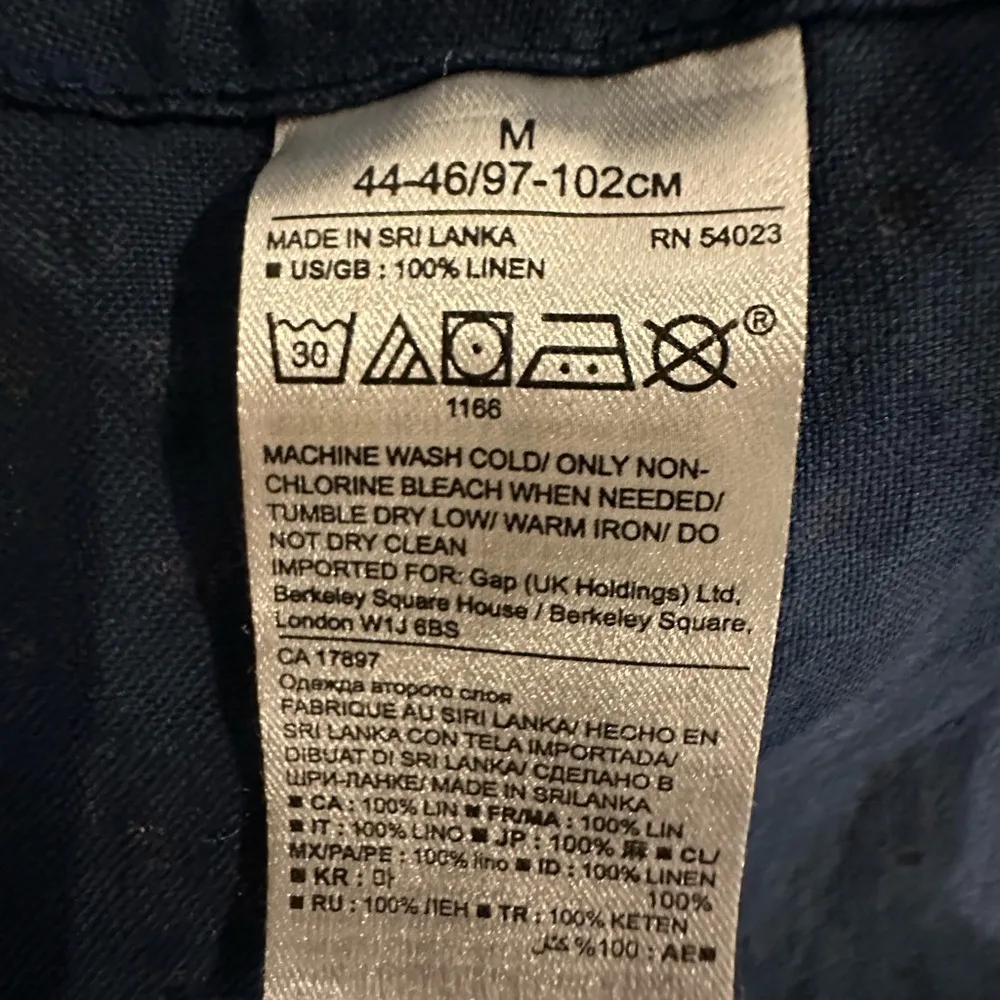 M
44-46/97-102CM
MADE IN SRI LANKA RN 54023
■ US/GB : 100% LINEN
30 ®
1166
MACHINE WASH COLD/ ONLY NON-
CHLORINE BLEACH WHEN NEEDED/
TUMBLE DRY LOW/ WARM IRON/ DO
NOT DRY CLEAN
IMPORTED FOR: Gap (UK Holdings) Ltd,
Berkeley Square House / Berkeley Square,
London W1J 6BS
CA 17897
Одежда второго слоя
FABRIQUE AU SIRI LANKA/ HECHO EN
SRI LANKA CON TELA IMPORTADA/
DIBUAT DI SRI LANKA/ СДЕЛАНО В
ШРИ-ЛАНКЕ/ MADE IN SRILANKA
■ CA : 100% LIN ■ FR/MA : 100% LIN
■ IT : 100% LINO ■ JP : 100% 麻 ■ CL/
MX/PA/PE : 100% lino ■ ID : 100% LINEN
■ KR : 마 100%
■ RU : 100% ЛЕН ■ TR : 100% KETEN
■AE : 100% كتان